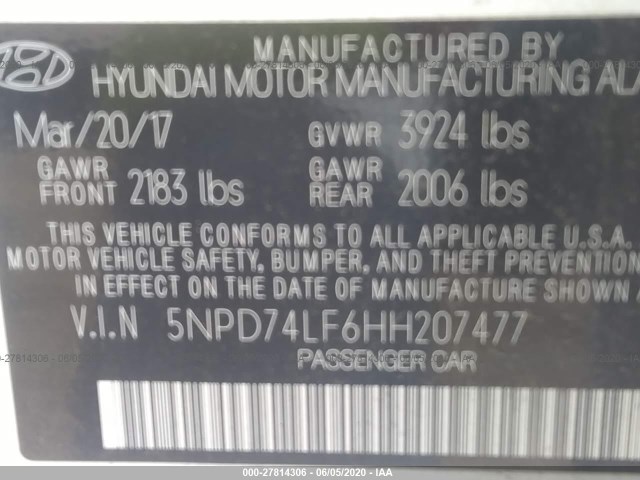 MANUFACTURED BY
HYUNDAI MOTOR MANUFACTURING AL
Mar/20/17 GVWR 3924 lbs
GAWR FRONT 2183 lbs GAWR REAR 2006 lbs
THIS VEHICLE CONFORMS TO ALL APPLICABLE U.S.A.
MOTOR VEHICLE SAFETY, BUMPER, AND THEFT PREVENTION
IN EFFECT ON THE DATE OF MANUFACTURE SHOWN
V.I.N 5NPD74LF6HH207477
PASSENGER CAR
000-27814306 - 06/05/2020 - IAA